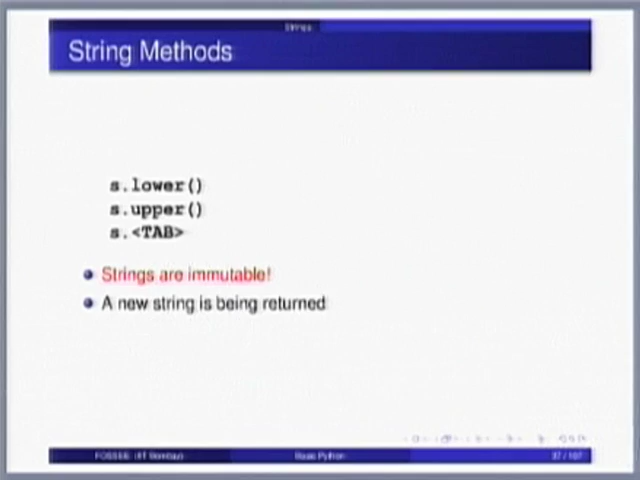 Strings
String Methods
s.lower()
s.upper()
s.<TAB>
Strings are immutable!
A new string is being returned
FOSSEE (IIT Bombay)
Basic Python
37 / 107